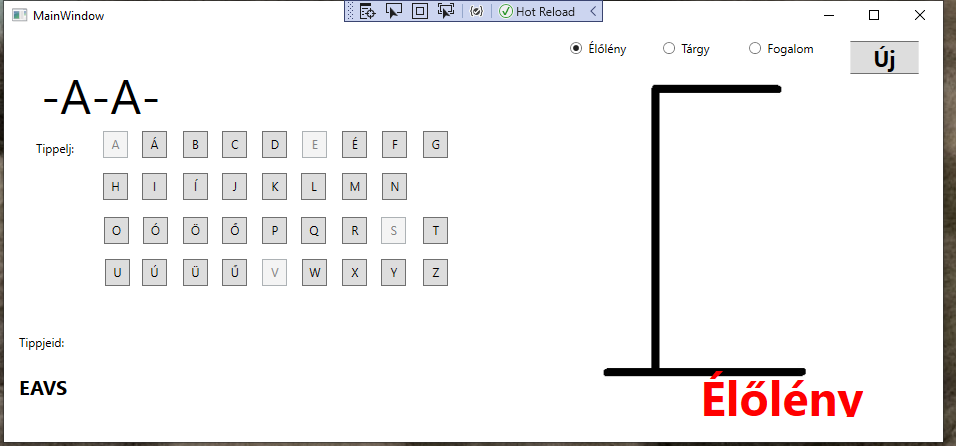 MainWindow
Hot Reload
Élőlény Tárgy Fogalom Új
-A-A-
Tippelj: A Á B C D E É F G
H I Í J K L M N
O Ó Ö Ő P Q R S T
U Ú Ü Ű V W X Y Z
Tippjeid:
EAVS
Élőlény